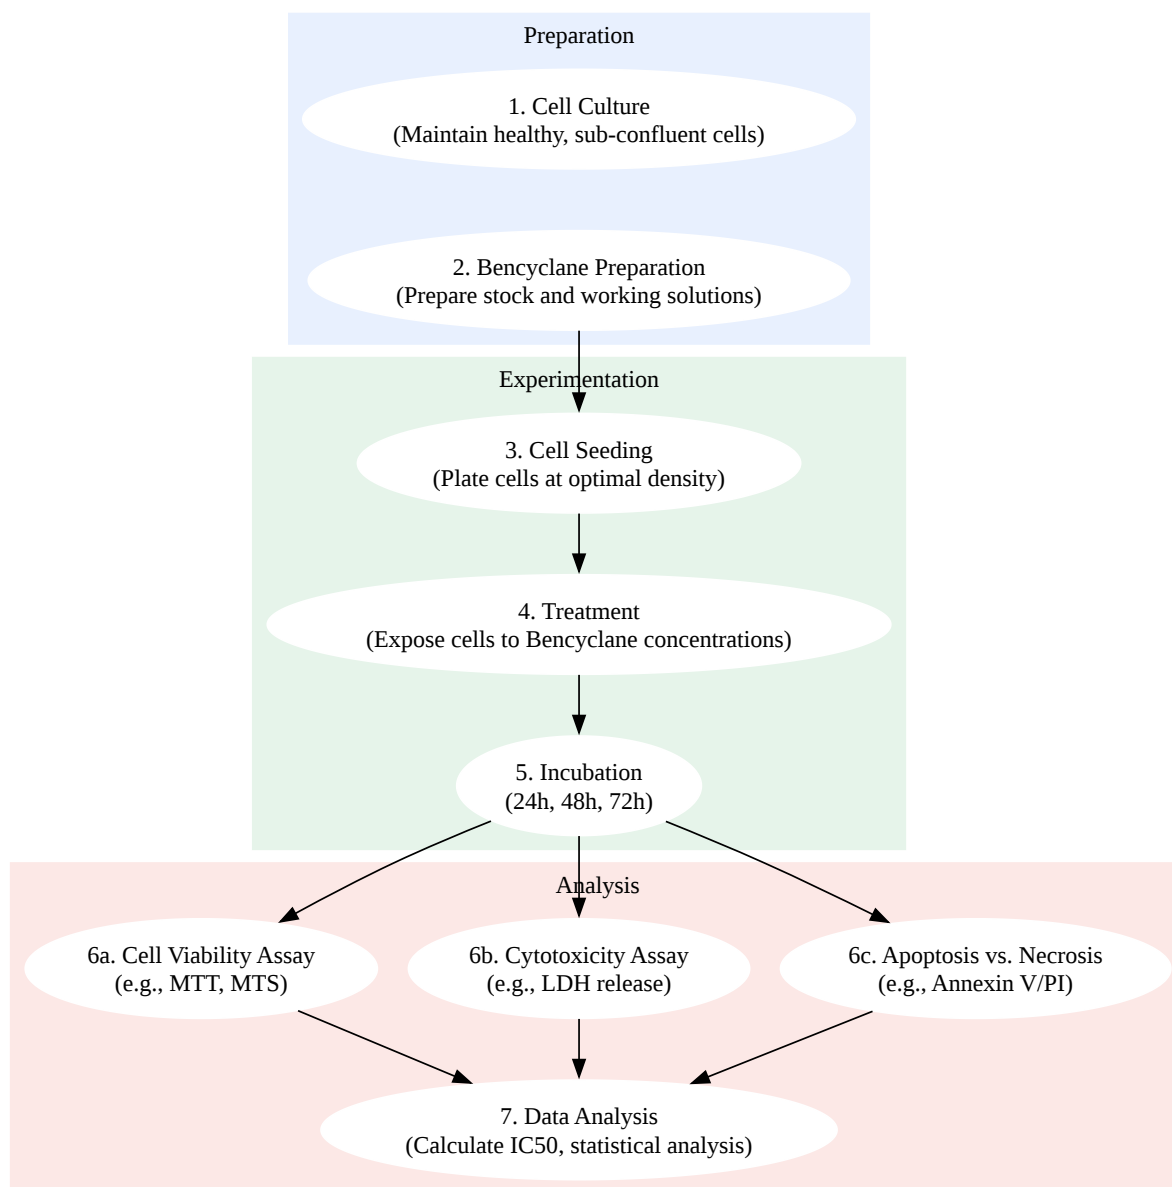 Preparation
1. Cell Culture
(Maintain healthy, sub-confluent cells)
2. Bencyclane Preparation
(Prepare stock and working solutions)
Experimentation
3. Cell Seeding
(Plate cells at optimal density)
4. Treatment
(Expose cells to Bencyclane concentrations)
5. Incubation
(24h, 48h, 72h)
Analysis
6a. Cell Viability Assay
(e.g., MTT, MTS)
6b. Cytotoxicity Assay
(e.g., LDH release)
6c. Apoptosis vs. Necrosis
(e.g., Annexin V/PI)
7. Data Analysis
(Calculate IC50, statistical analysis)